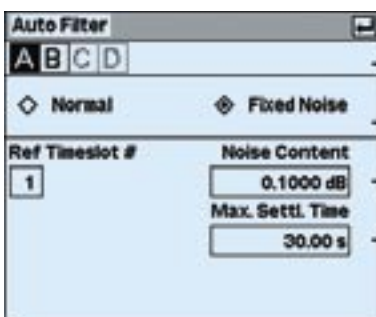 Auto Filter
A B C D
Normal Fixed Noise
Ref Timeslot # Noise Content
1 0.1000 dB
Max. Settl. Time
30.00 s